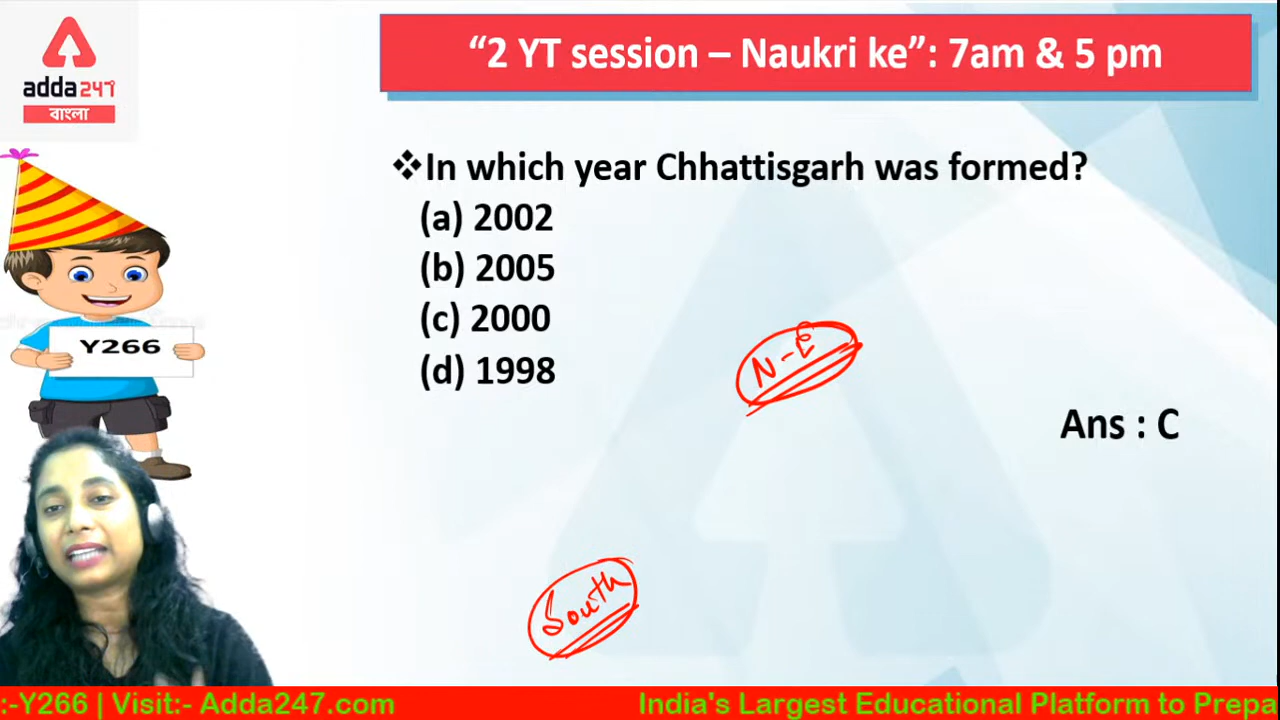 adda247
বাংলা
“2 YT session – Naukri ke”: 7am & 5 pm
❖In which year Chhattisgarh was formed?
(a) 2002
(b) 2005
(c) 2000
(d) 1998
Y266
N-E
Ans : C
South
:-Y266 | Visit:- Adda247.com
India's Largest Educational Platform to Prepa